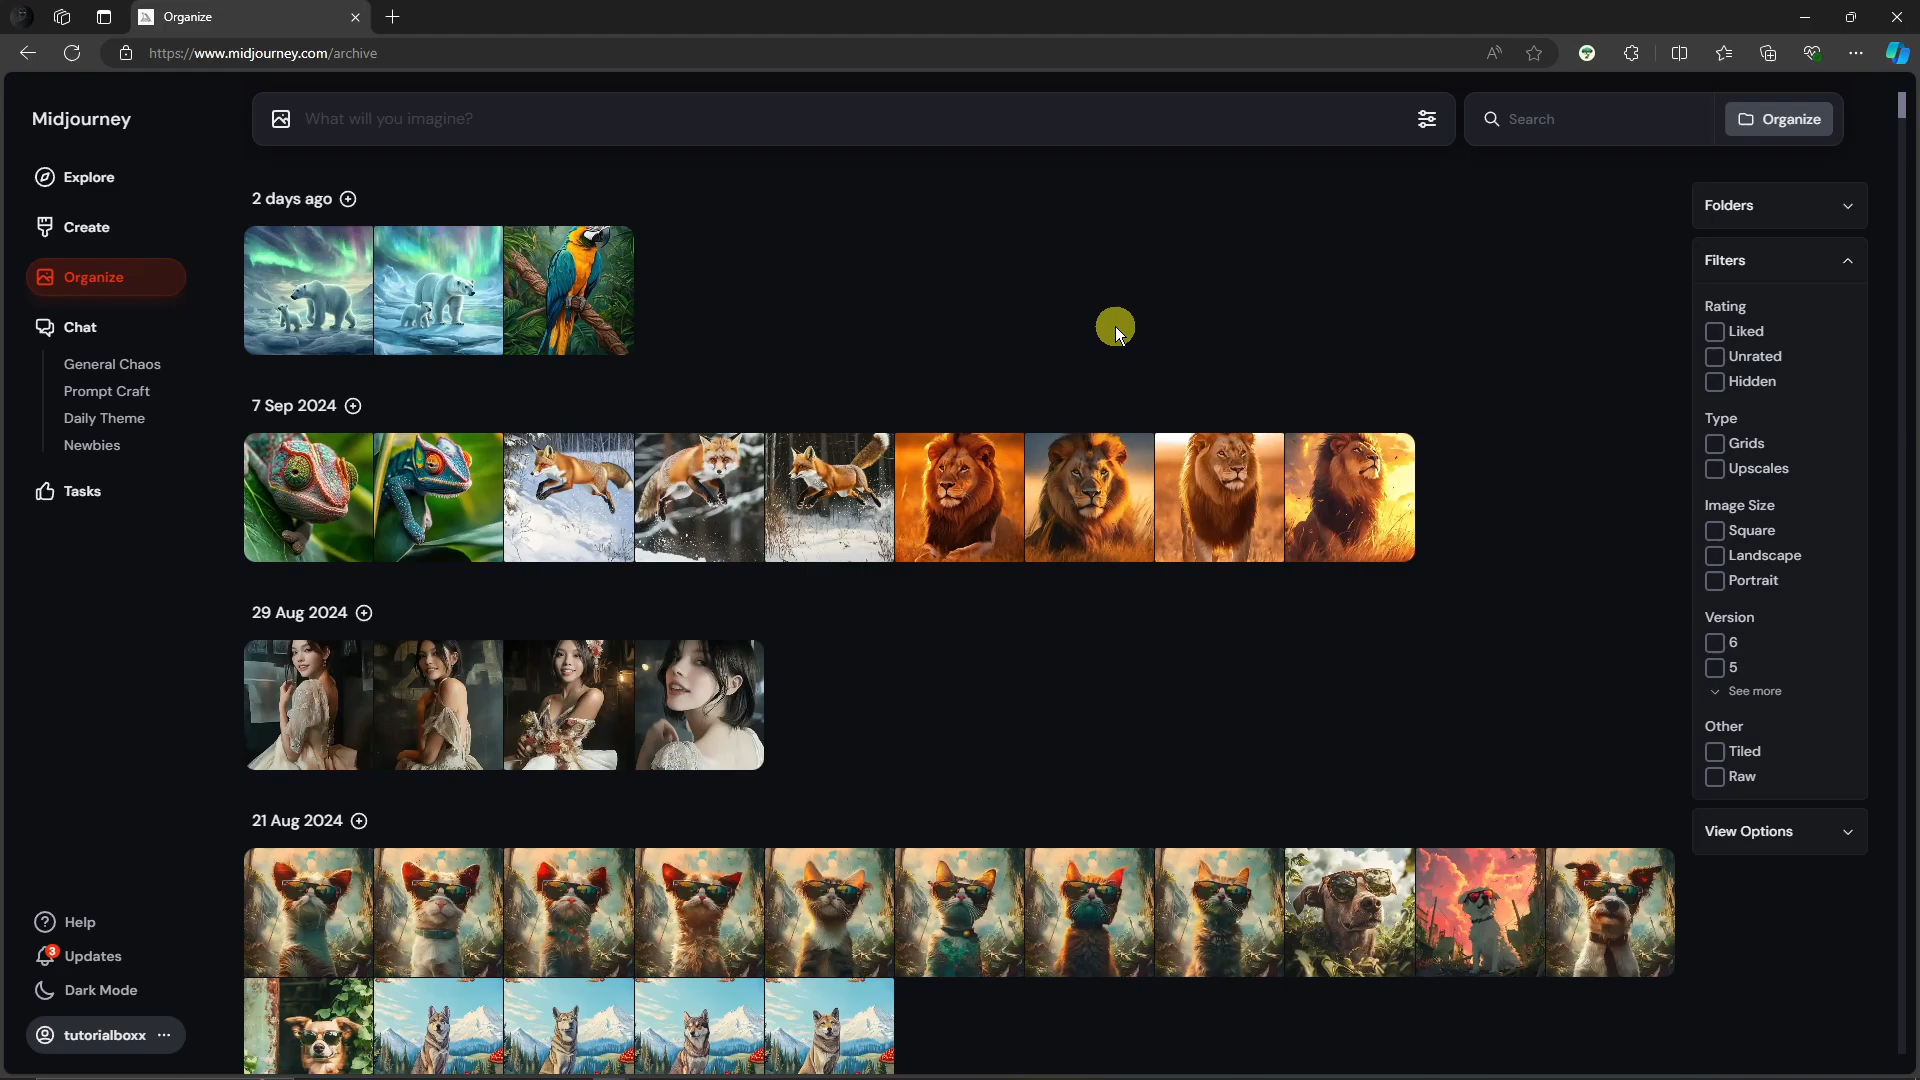 Organize
https://www.midjourney.com/archive
Midjourney
What will you imagine?
Search
Organize
Explore
Create
Organize
Chat
General Chaos
Prompt Craft
Daily Theme
Newbies
Tasks
2 days ago
7 Sep 2024
29 Aug 2024
21 Aug 2024
Folders
Filters
Rating
Liked
Unrated
Hidden
Type
Grids
Upscales
Image Size
Square
Landscape
Portrait
Version
6
5
See more
Other
Tiled
Raw
View Options
Help
3
Updates
Dark Mode
tutorialboxx